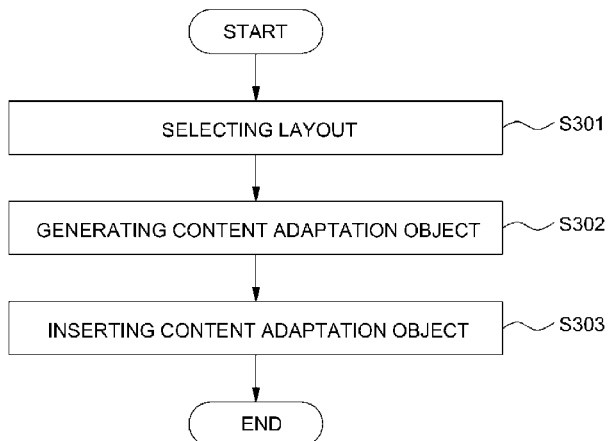 START
SELECTING LAYOUT
S301
GENERATING CONTENT ADAPTATION OBJECT
S302
INSERTING CONTENT ADAPTATION OBJECT
S303
END